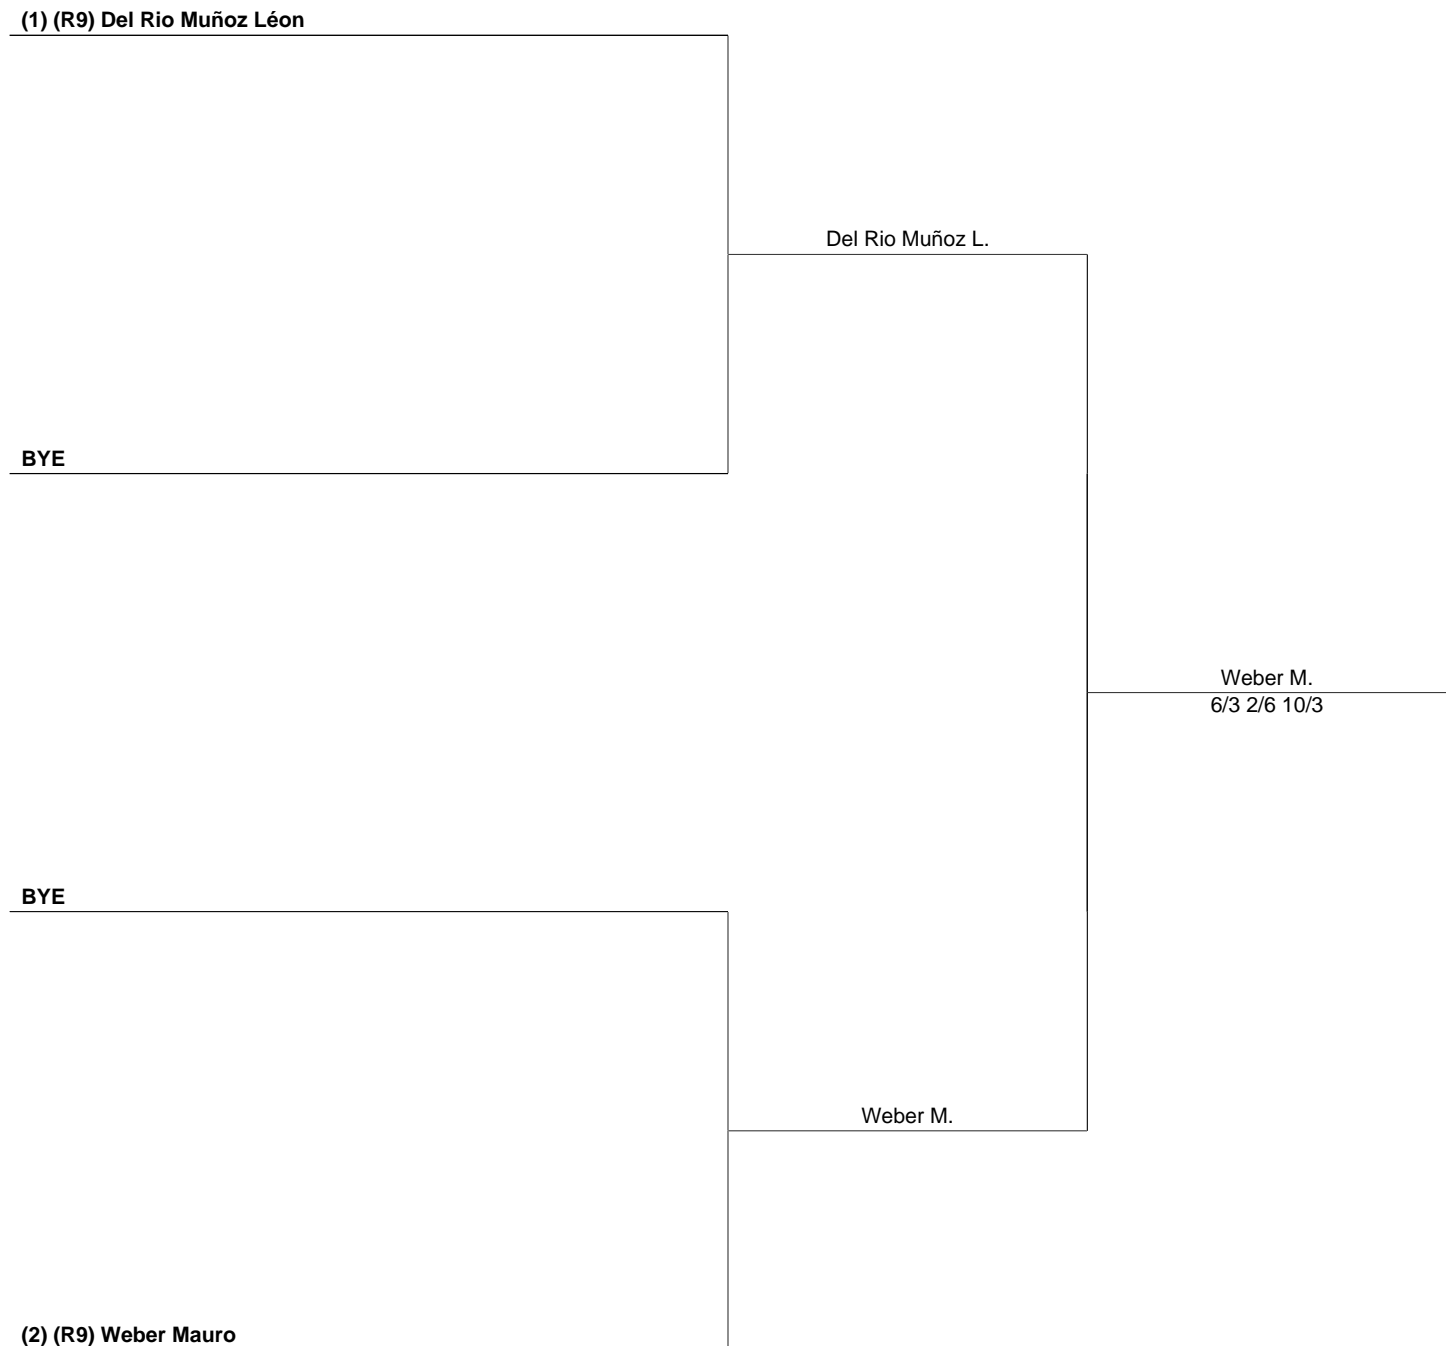 (1) (R9) Del Rio Muñoz Léon
Del Rio Muñoz L.
BYE
Weber M.
6/3 2/6 10/3
BYE
Weber M.
(2) (R9) Weber Mauro